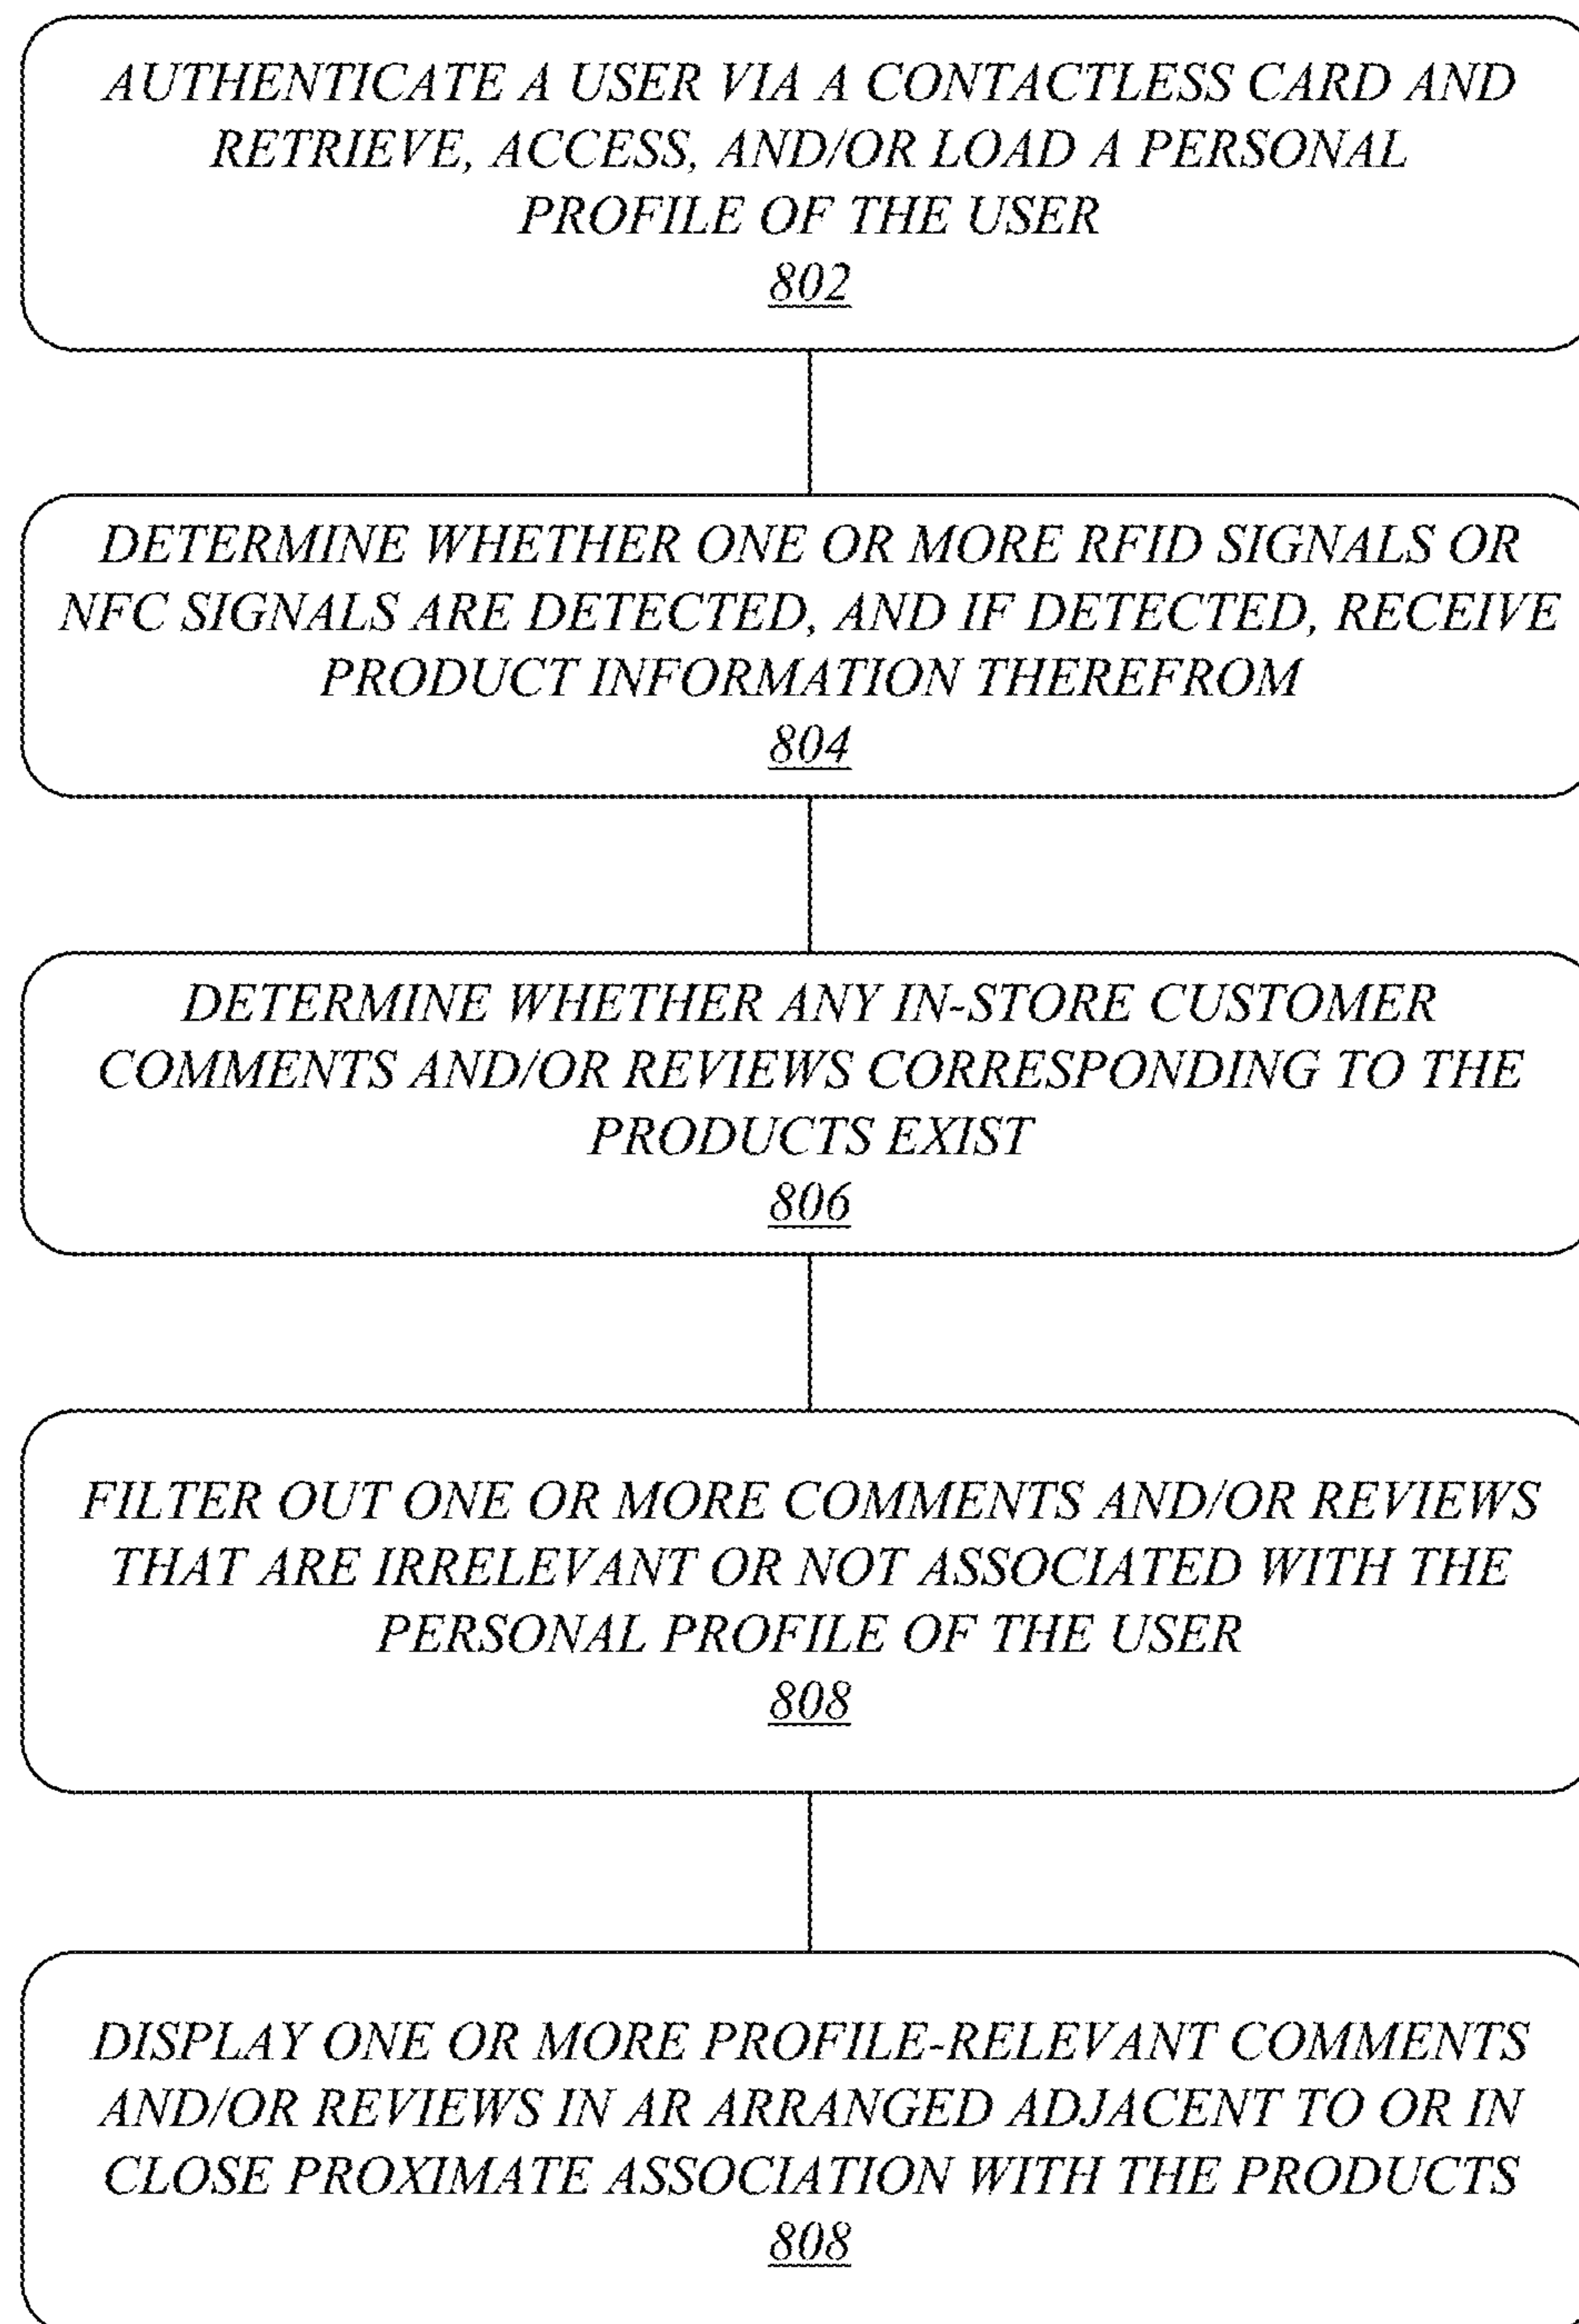 AUTHENTICATE A USER VIA A CONTACTLESS CARD AND
RETRIEVE, ACCESS, AND/OR LOAD A PERSONAL
PROFILE OF THE USER
802
DETERMINE WHETHER ONE OR MORE RFID SIGNALS OR
NFC SIGNALS ARE DETECTED, AND IF DETECTED, RECEIVE
PRODUCT INFORMATION THEREFROM
804
DETERMINE WHETHER ANY IN-STORE CUSTOMER
COMMENTS AND/OR REVIEWS CORRESPONDING TO THE
PRODUCTS EXIST
806
FILTER OUT ONE OR MORE COMMENTS AND/OR REVIEWS
THAT ARE IRRELEVANT OR NOT ASSOCIATED WITH THE
PERSONAL PROFILE OF THE USER
808
DISPLAY ONE OR MORE PROFILE-RELEVANT COMMENTS
AND/OR REVIEWS IN AR ARRANGED ADJACENT TO OR IN
CLOSE PROXIMATE ASSOCIATION WITH THE PRODUCTS
808